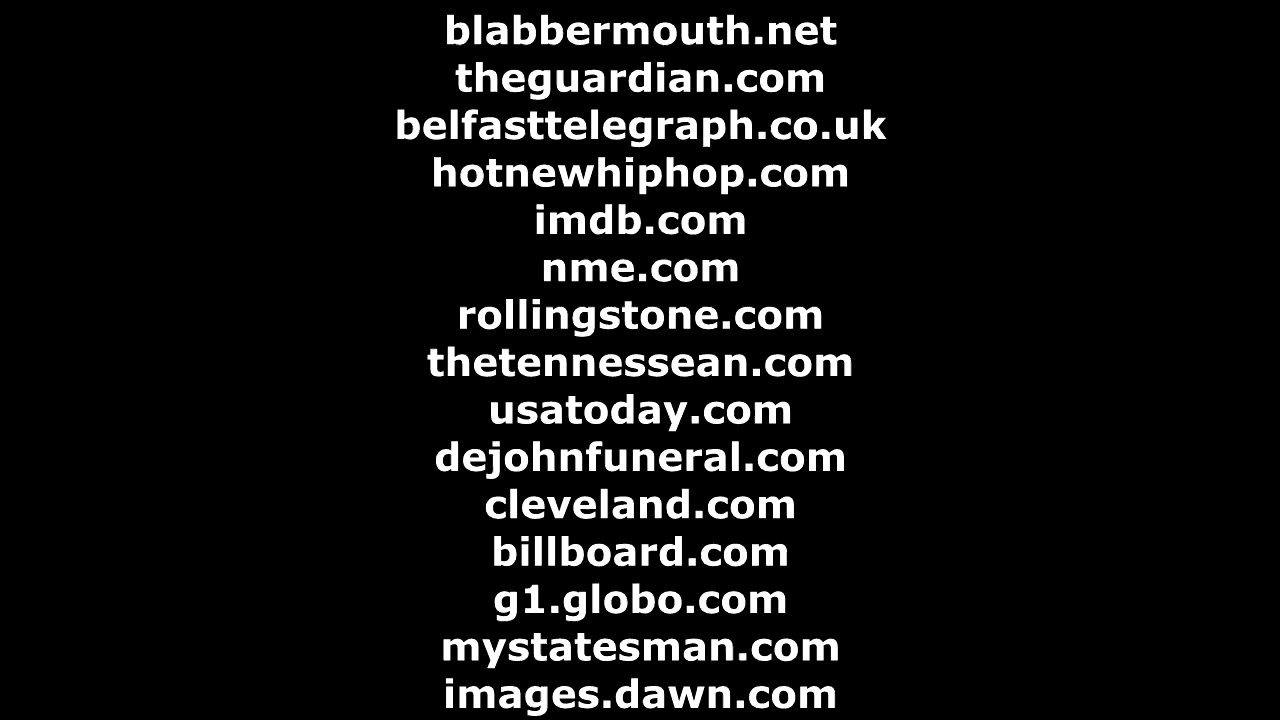 blabbermouth.net
theguardian.com
belfasttelegraph.co.uk
hotnewhiphop.com
imdb.com
nme.com
rollingstone.com
thetennessean.com
usatoday.com
dejohnfuneral.com
cleveland.com
billboard.com
g1.globo.com
mystatesman.com
images.dawn.com